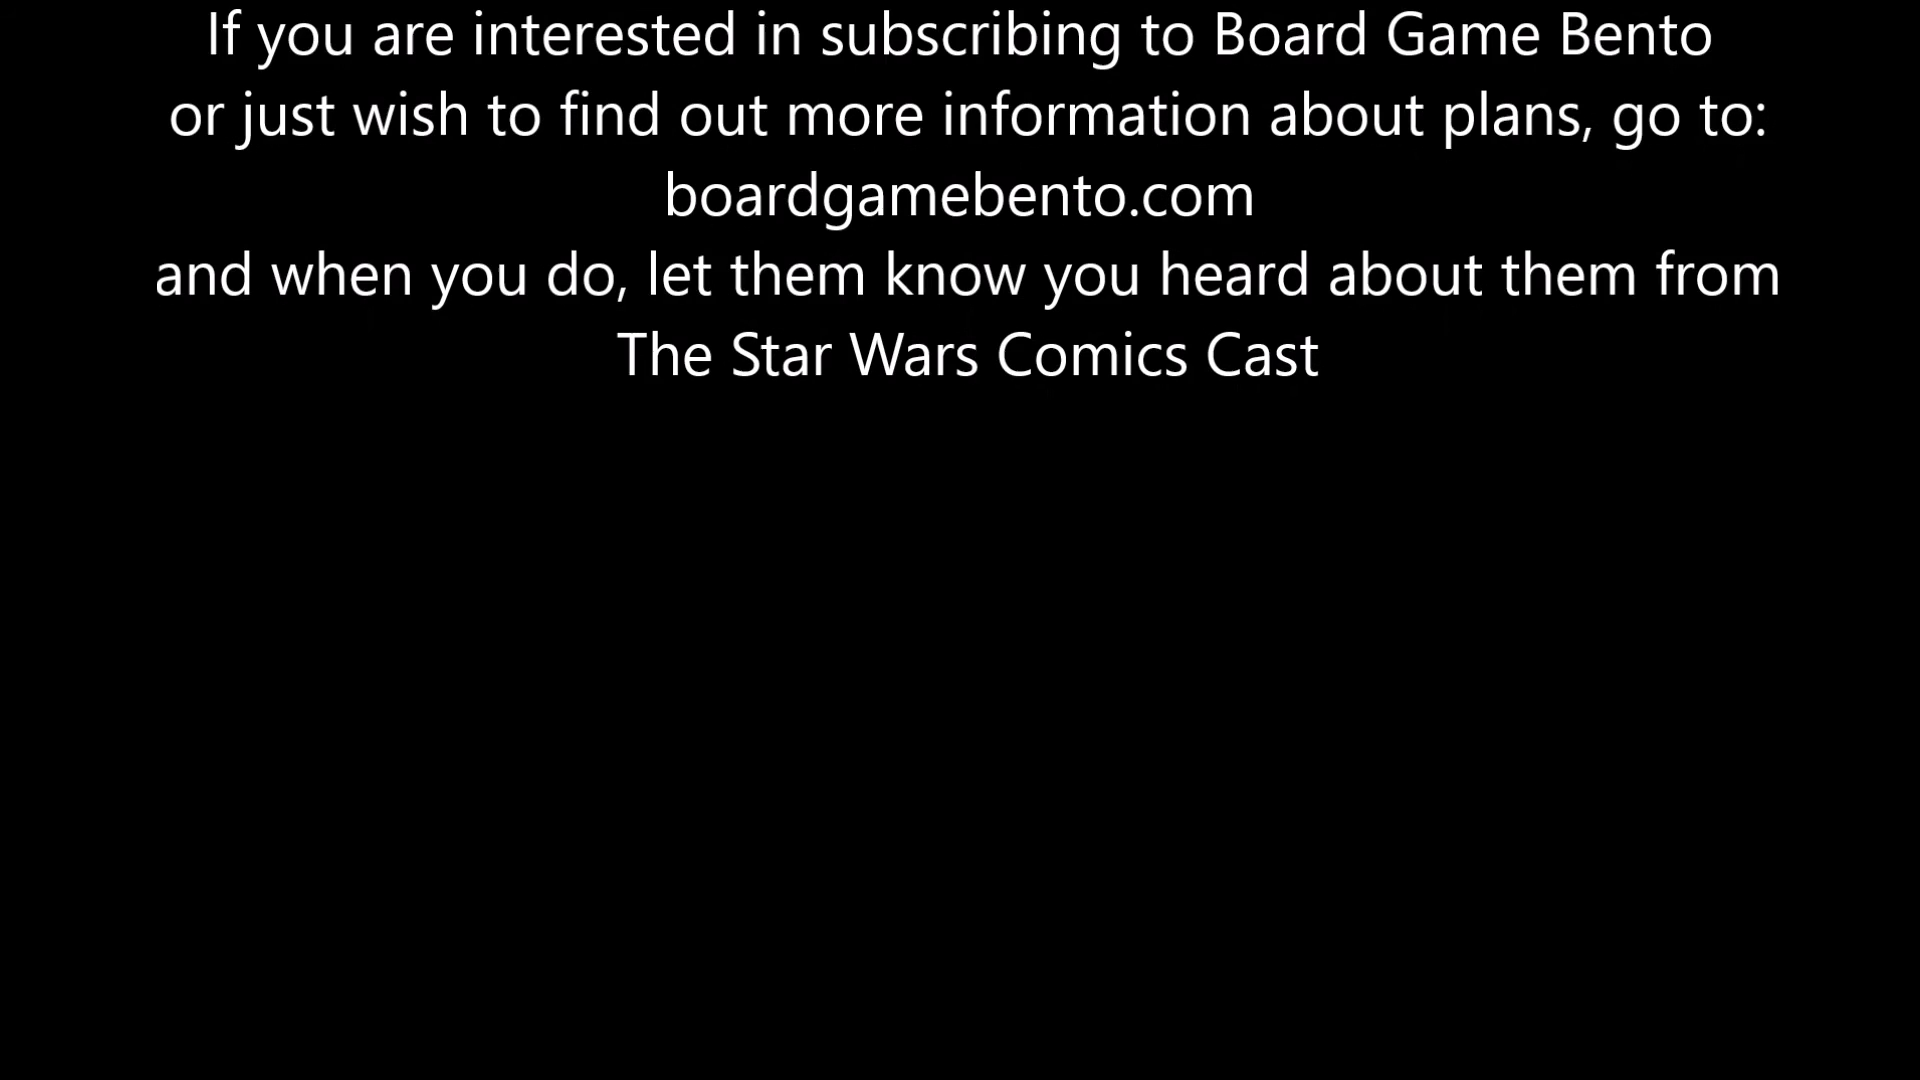 If you are interested in subscribing to Board Game Bento
or just wish to find out more information about plans, go to:
boardgamebento.com
and when you do, let them know you heard about them from
The Star Wars Comics Cast